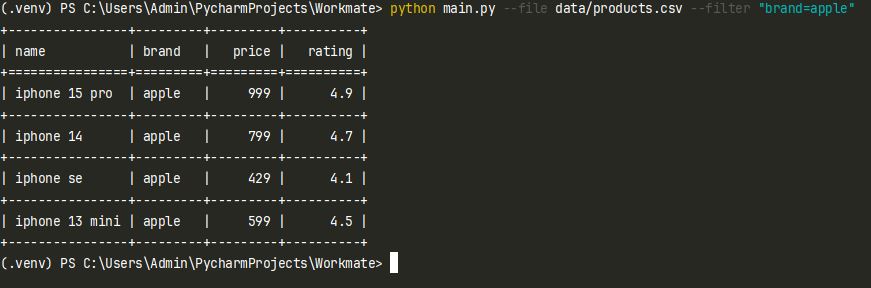 (.venv) PS C:\Users\Admin\PycharmProjects\Workmate> python main.py --file data/products.csv --filter "brand=apple"
+----------------+---------+---------+----------+
| name           | brand   |   price |   rating |
+================+=========+=========+==========+
| iphone 15 pro  | apple   |     999 |      4.9 |
+----------------+---------+---------+----------+
| iphone 14      | apple   |     799 |      4.7 |
+----------------+---------+---------+----------+
| iphone se      | apple   |     429 |      4.1 |
+----------------+---------+---------+----------+
| iphone 13 mini | apple   |     599 |      4.5 |
+----------------+---------+---------+----------+
(.venv) PS C:\Users\Admin\PycharmProjects\Workmate>